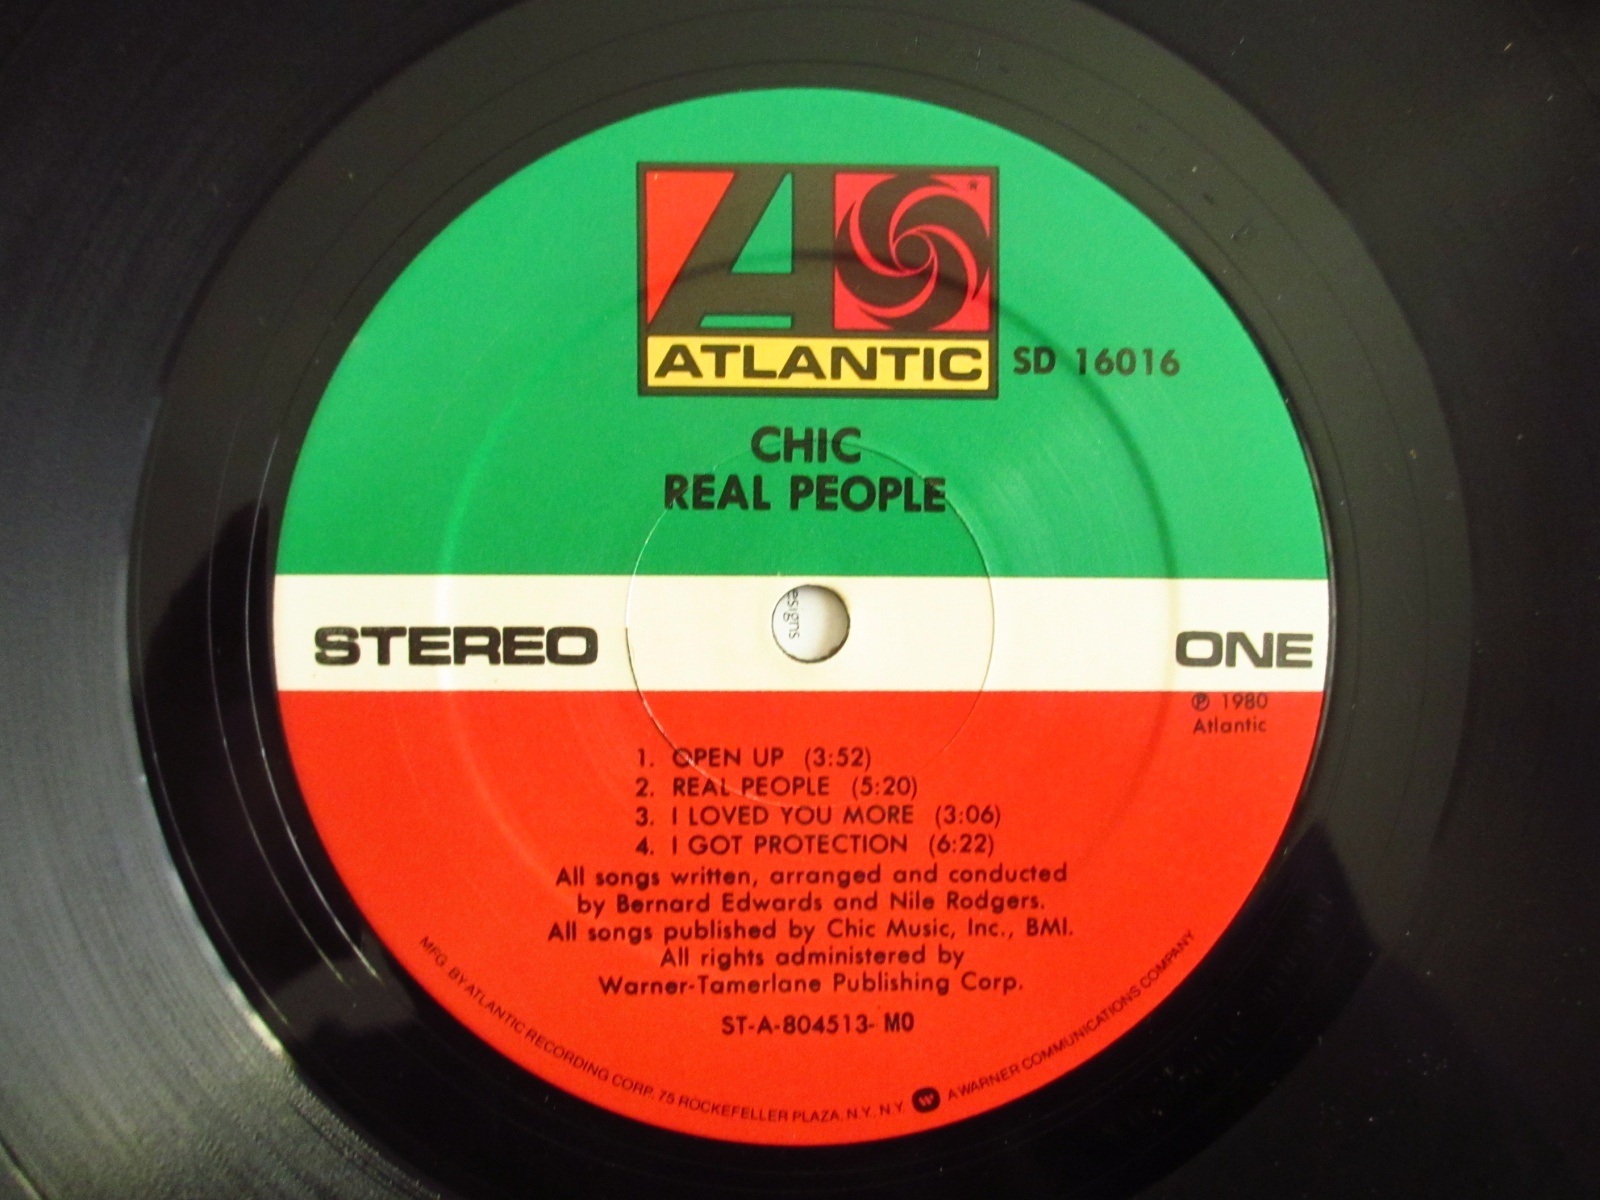 ATLANTIC
SD 16016
CHIC
REAL PEOPLE
esigns
STEREO
ONE
℗ 1980
Atlantic
1. OPEN UP (3:52)
2. REAL PEOPLE (5:20)
3. I LOVED YOU MORE (3:06)
4. I GOT PROTECTION (6:22)
All songs written, arranged and conducted
by Bernard Edwards and Nile Rodgers.
All songs published by Chic Music, Inc., BMI.
All rights administered by
Warner-Tamerlane Publishing Corp.
ST-A-804513- MO
MFG. BY ATLANTIC RECORDING CORP. 75 ROCKEFELLER PLAZA, N.Y., N.Y. A WARNER COMMUNICATIONS COMPANY